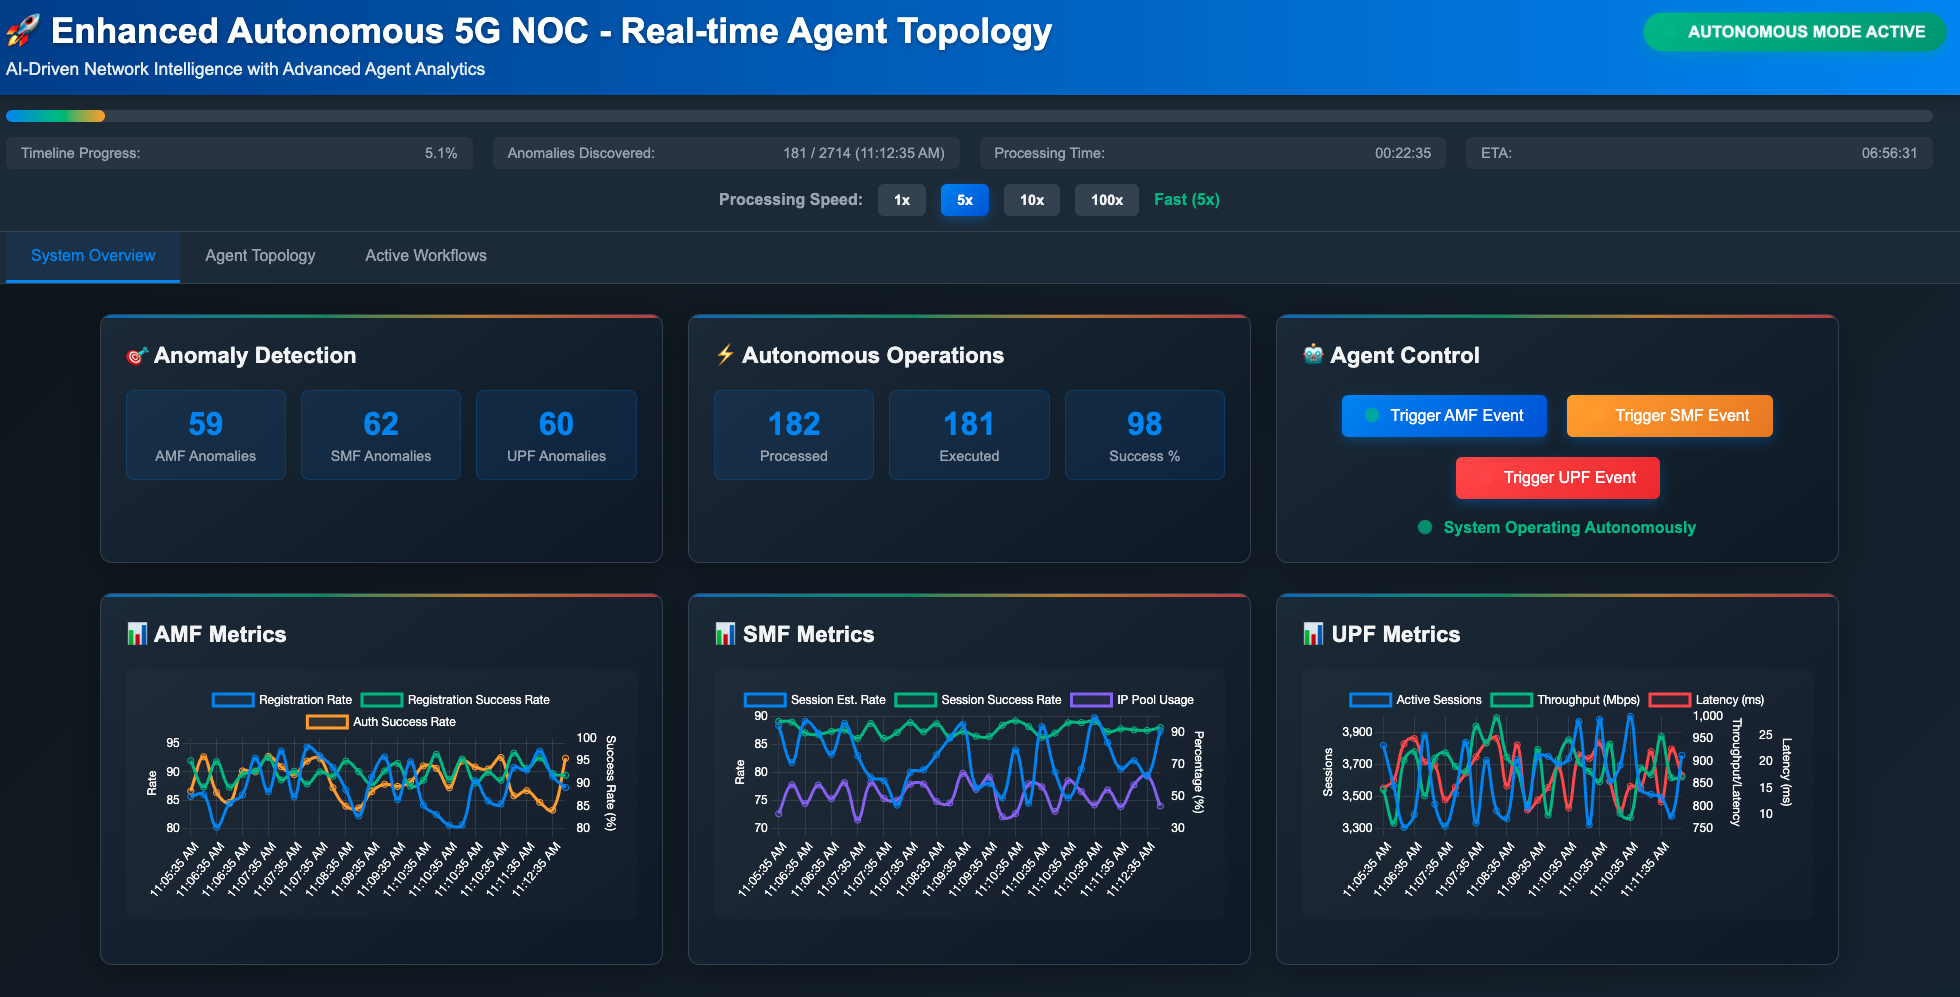 🚀 Enhanced Autonomous 5G NOC - Real-time Agent Topology
AI-Driven Network Intelligence with Advanced Agent Analytics
AUTONOMOUS MODE ACTIVE
Timeline Progress: 5.1%
Anomalies Discovered: 181 / 2714 (11:12:35 AM)
Processing Time: 00:22:35
ETA: 06:56:31
Processing Speed: 1x 5x 10x 100x Fast (5x)
System Overview Agent Topology Active Workflows
🎯 Anomaly Detection
59 62 60
AMF Anomalies SMF Anomalies UPF Anomalies
⚡ Autonomous Operations
182 181 98
Processed Executed Success %
🤖 Agent Control
Trigger AMF Event Trigger SMF Event
Trigger UPF Event
System Operating Autonomously
📊 AMF Metrics
Registration Rate Registration Success Rate
Auth Success Rate
Rate
95
90
85
80
100
95
90
85
80
Success Rate (%)
11:05:35 AM
11:06:35 AM
11:06:35 AM
11:07:35 AM
11:07:35 AM
11:07:35 AM
11:08:35 AM
11:09:35 AM
11:09:35 AM
11:10:35 AM
11:10:35 AM
11:10:35 AM
11:10:35 AM
11:11:35 AM
11:12:35 AM
📊 SMF Metrics
Session Est. Rate Session Success Rate IP Pool Usage
Rate
90
85
80
75
70
90
70
50
30
Percentage (%)
11:05:35 AM
11:06:35 AM
11:06:35 AM
11:07:35 AM
11:07:35 AM
11:07:35 AM
11:08:35 AM
11:09:35 AM
11:09:35 AM
11:10:35 AM
11:10:35 AM
11:10:35 AM
11:10:35 AM
11:11:35 AM
11:12:35 AM
📊 UPF Metrics
Active Sessions Throughput (Mbps) Latency (ms)
Sessions
3,900
3,700
3,500
3,300
1,000
950
900
850
800
750
Throughput/Latency
25
20
15
10
Latency (ms)
11:05:35 AM
11:06:35 AM
11:07:35 AM
11:07:35 AM
11:08:35 AM
11:09:35 AM
11:10:35 AM
11:10:35 AM
11:10:35 AM
11:11:35 AM